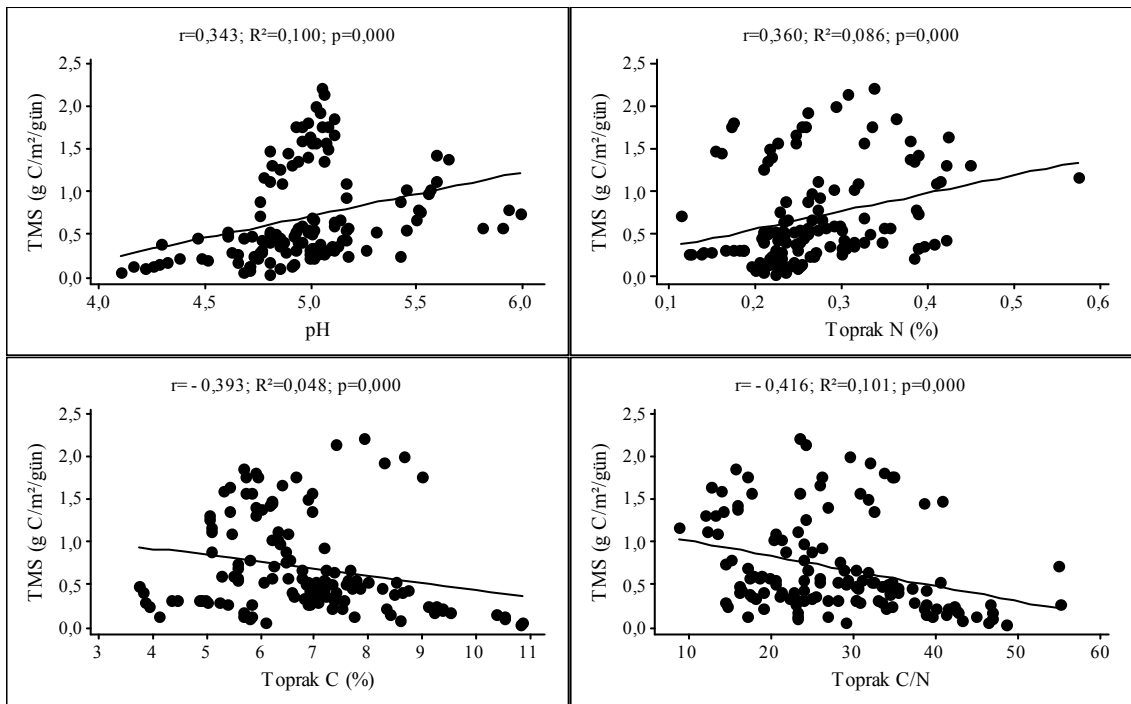 r=0,343; R²=0,100; p=0,000
TMS (g C/m²/gün)
2,5
2,0
1,5
1,0
0,5
0,0
4,0 4,5 5,0 5,5 6,0
pH
r=0,360; R²=0,086; p=0,000
TMS (g C/m²/gün)
2,5
2,0
1,5
1,0
0,5
0,0
0,1 0,2 0,3 0,4 0,5 0,6
Toprak N (%)
r= - 0,393; R²=0,048; p=0,000
TMS (g C/m²/gün)
2,5
2,0
1,5
1,0
0,5
0,0
3 4 5 6 7 8 9 10 11
Toprak C (%)
r= - 0,416; R²=0,101; p=0,000
TMS (g C/m²/gün)
2,5
2,0
1,5
1,0
0,5
0,0
10 20 30 40 50 60
Toprak C/N